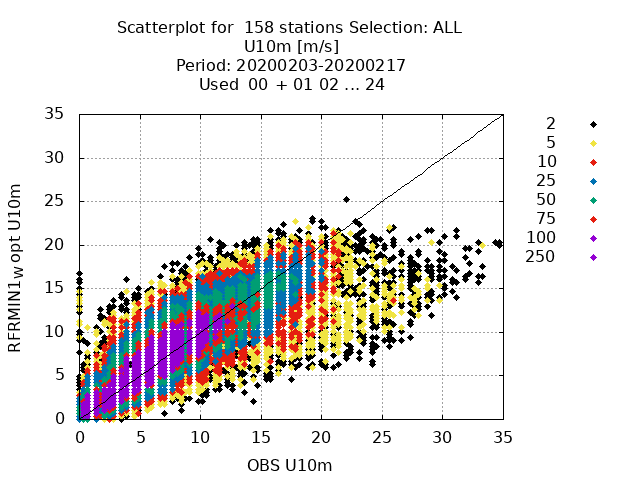 Scatterplot for 158 stations Selection: ALL
U10m [m/s]
Period: 20200203-20200217
Used 00 + 01 02 ... 24
35
30
25
20
15
10
5
0
0 5 10 15 20 25 30 35
RFRMIN1W opt U10m
OBS U10m
2
5
10
25
50
75
100
250